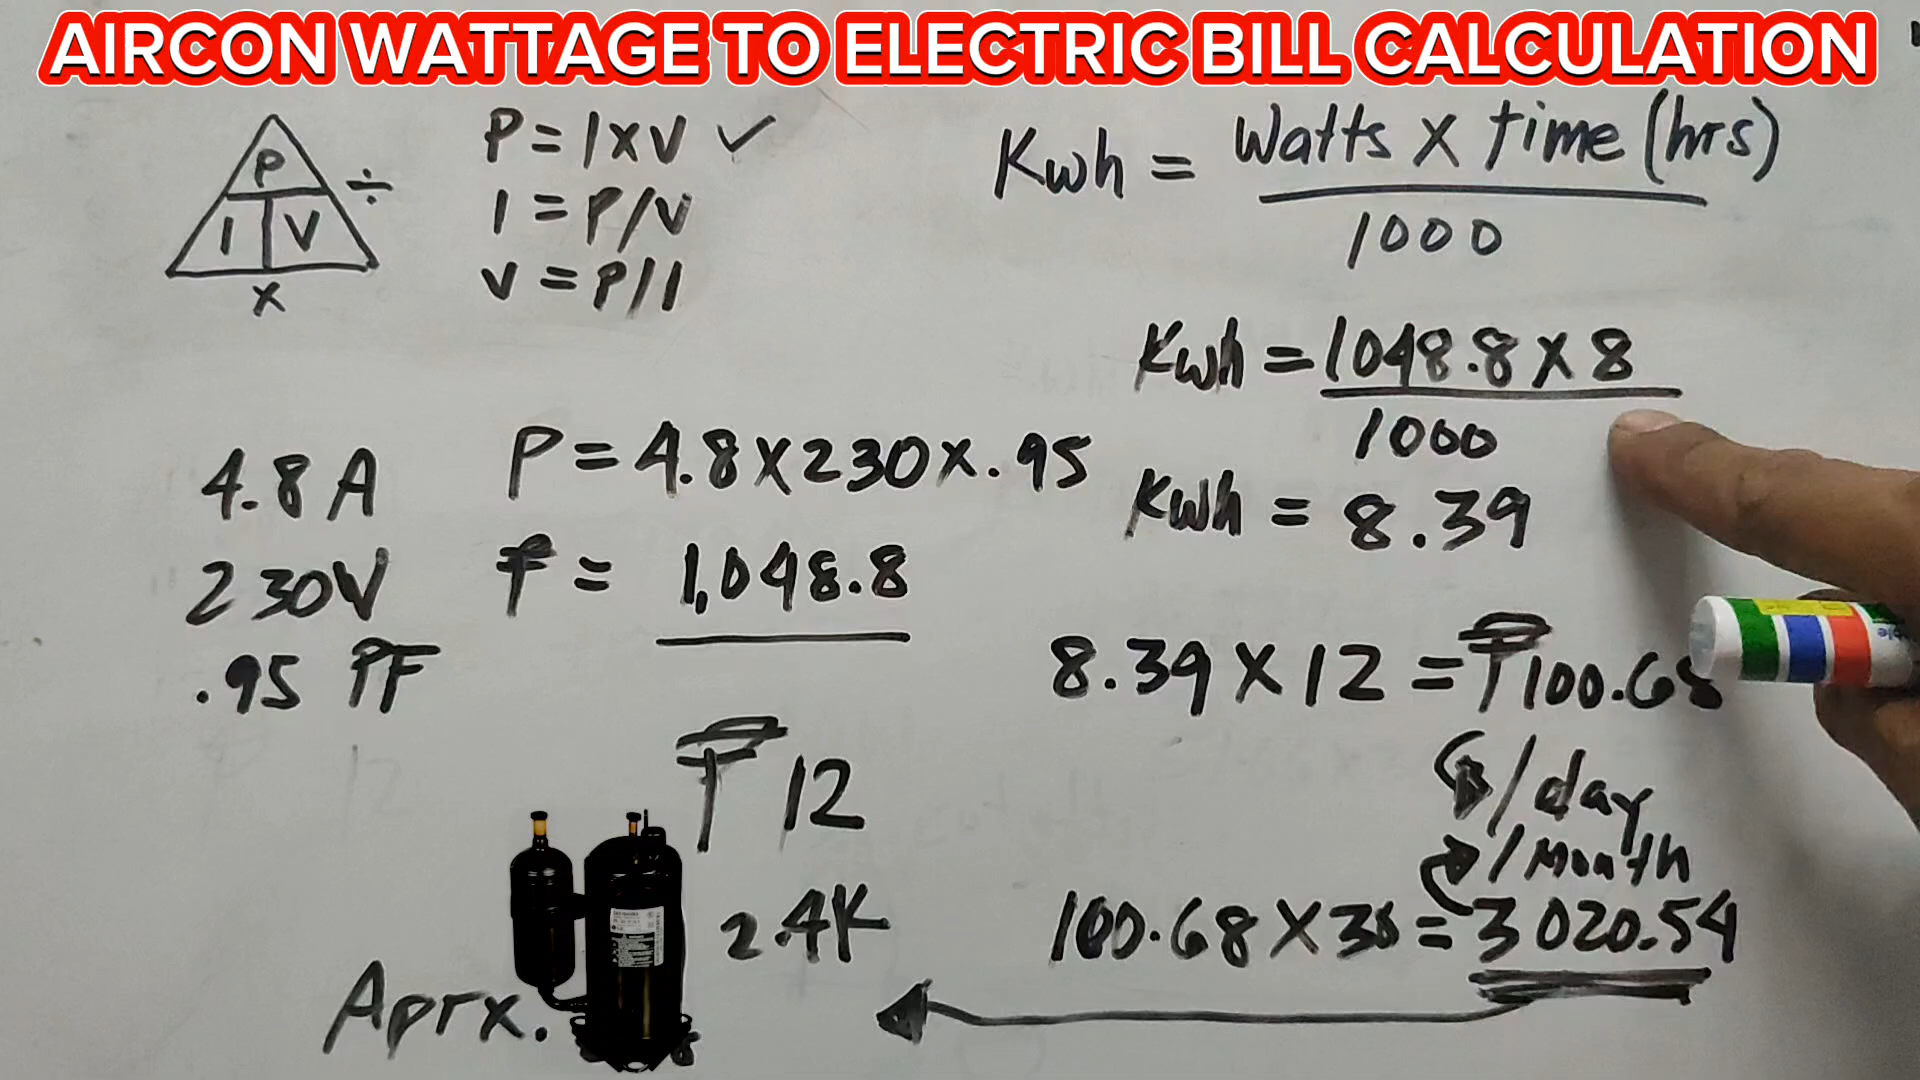 AIRCON WATTAGE TO ELECTRIC BILL CALCULATION
P
÷
I V
X
P = I X V ✓
I = P/V
V = P/I
Kwh = Watts X time (hrs)
1000
Kwh = 1048.8 X 8
1000
Kwh = 8.39
4.8 A
230V
.95 PF
P = 4.8 X 230 X .95
P = 1,048.8
8.39 X 12 = ₱100.68
/day
/Month
100.68 X 30 = 3020.54
₱ 12
2.4K
Aprx.